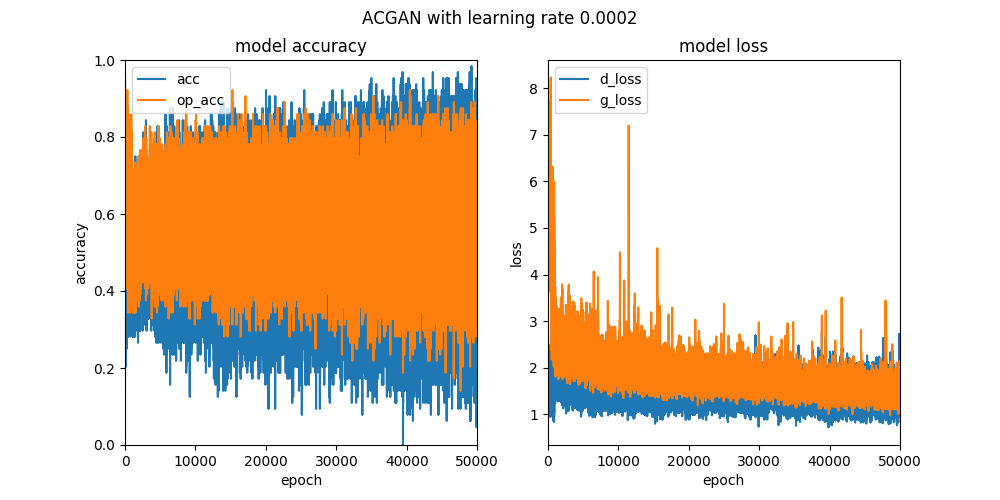 ACGAN with learning rate 0.0002
model accuracy
acc
op_acc
accuracy
1.0
0.8
0.6
0.4
0.2
0.0
0 10000 20000 30000 40000 50000
epoch
model loss
d_loss
g_loss
loss
8
7
6
5
4
3
2
1
0 10000 20000 30000 40000 50000
epoch